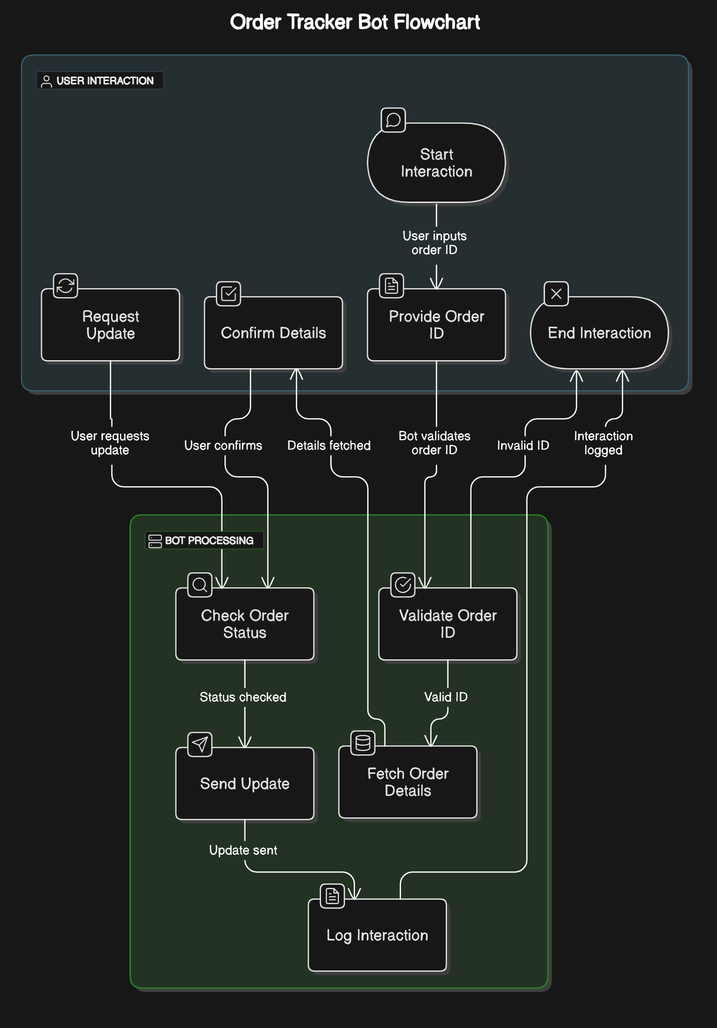 Order Tracker Bot Flowchart
USER INTERACTION
Start
Interaction
User inputs
order ID
Request
Update
Confirm Details
Provide Order
ID
End Interaction
User requests
update
User confirms
Details fetched
Bot validates
order ID
Invalid ID
Interaction
logged
BOT PROCESSING
Check Order
Status
Validate Order
ID
Status checked
Valid ID
Send Update
Fetch Order
Details
Update sent
Log Interaction